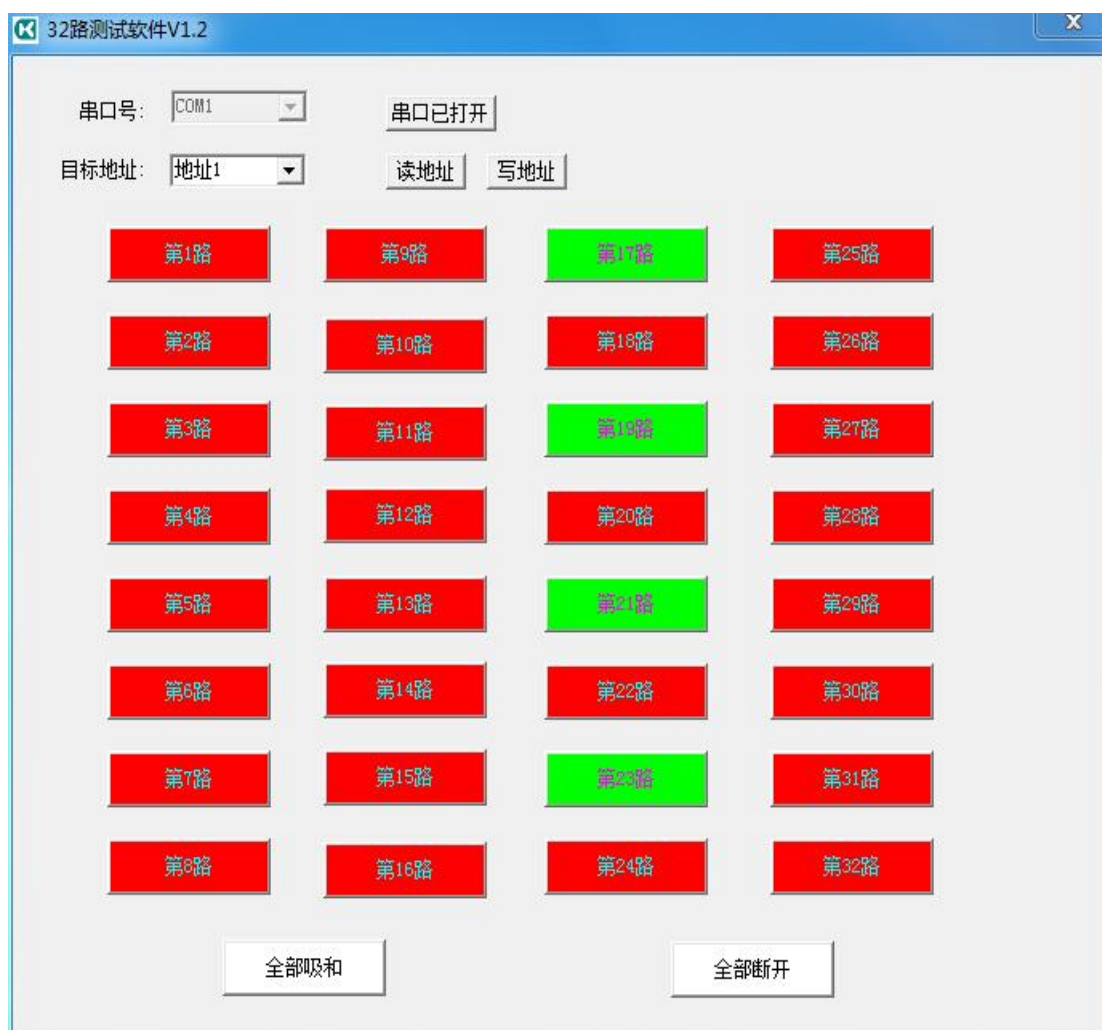 32路测试软件V1.2
串口号: COM1 串口已打开
目标地址: 地址1 读地址 写地址
第1路 第9路 第17路 第25路
第2路 第10路 第18路 第26路
第3路 第11路 第19路 第27路
第4路 第12路 第20路 第28路
第5路 第13路 第21路 第29路
第6路 第14路 第22路 第30路
第7路 第15路 第23路 第31路
第8路 第16路 第24路 第32路
全部吸和 全部断开